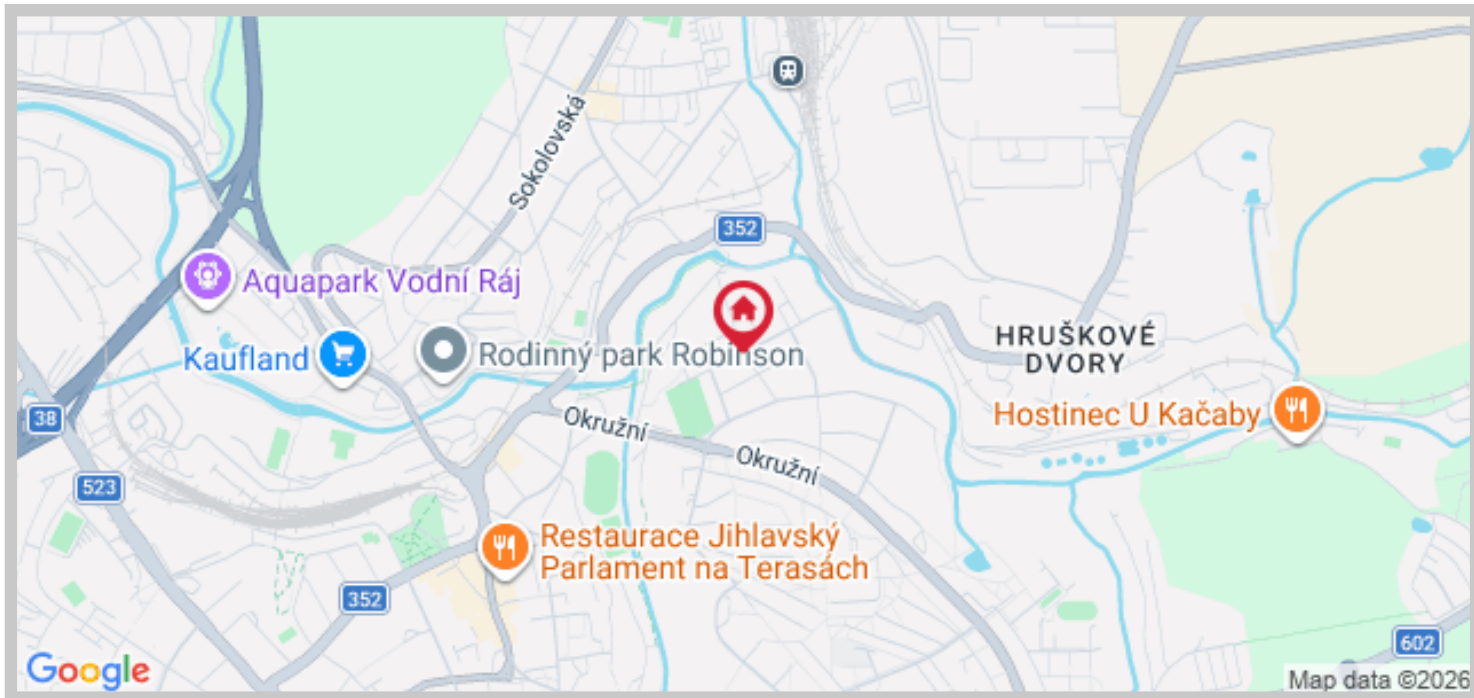 Sokolovská
352
Aquapark Vodní Ráj
Kaufland
Rodinný park Robinson
HRUŠKOVÉ
DVORY
38
Okružní
Hostinec U Kačaby
Okružní
523
Restaurace Jihlavský
Parlament na Terasách
352
602
Google
Map data ©2026